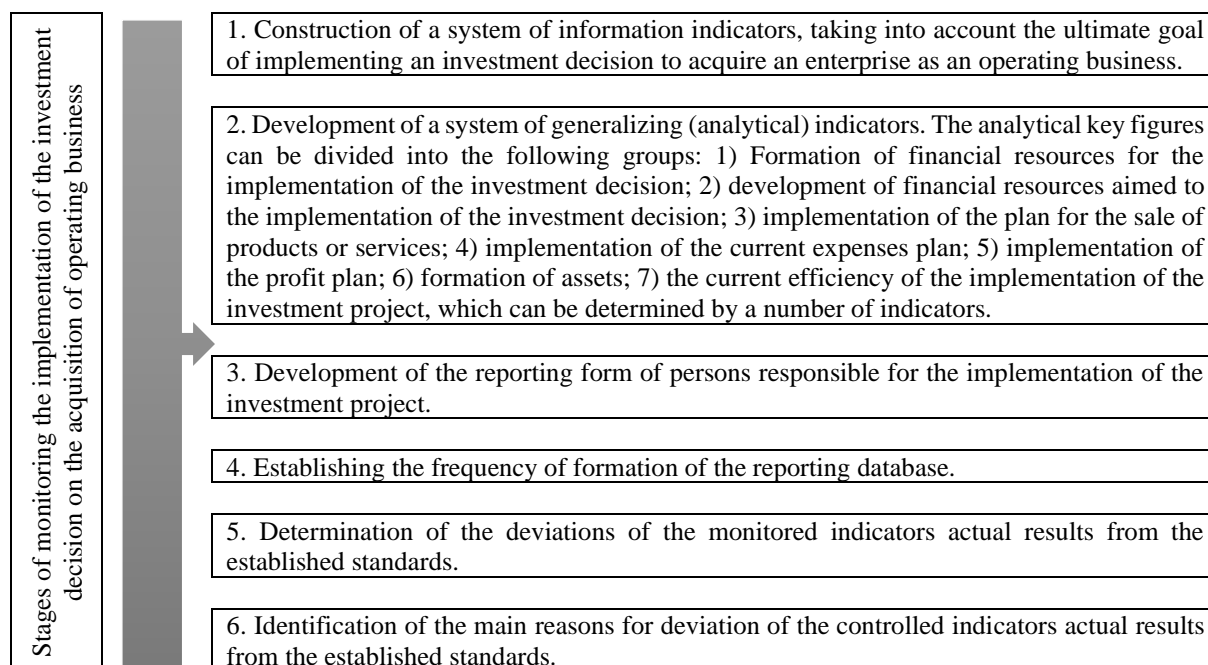 Stages of monitoring the implementation of the investment
decision on the acquisition of operating business
1. Construction of a system of information indicators, taking into account the ultimate goal
of implementing an investment decision to acquire an enterprise as an operating business.
2. Development of a system of generalizing (analytical) indicators. The analytical key figures
can be divided into the following groups: 1) Formation of financial resources for the
implementation of the investment decision; 2) development of financial resources aimed to
the implementation of the investment decision; 3) implementation of the plan for the sale of
products or services; 4) implementation of the current expenses plan; 5) implementation of
the profit plan; 6) formation of assets; 7) the current efficiency of the implementation of the
investment project, which can be determined by a number of indicators.
3. Development of the reporting form of persons responsible for the implementation of the
investment project.
4. Establishing the frequency of formation of the reporting database.
5. Determination of the deviations of the monitored indicators actual results from the
established standards.
6. Identification of the main reasons for deviation of the controlled indicators actual results
from the established standards.